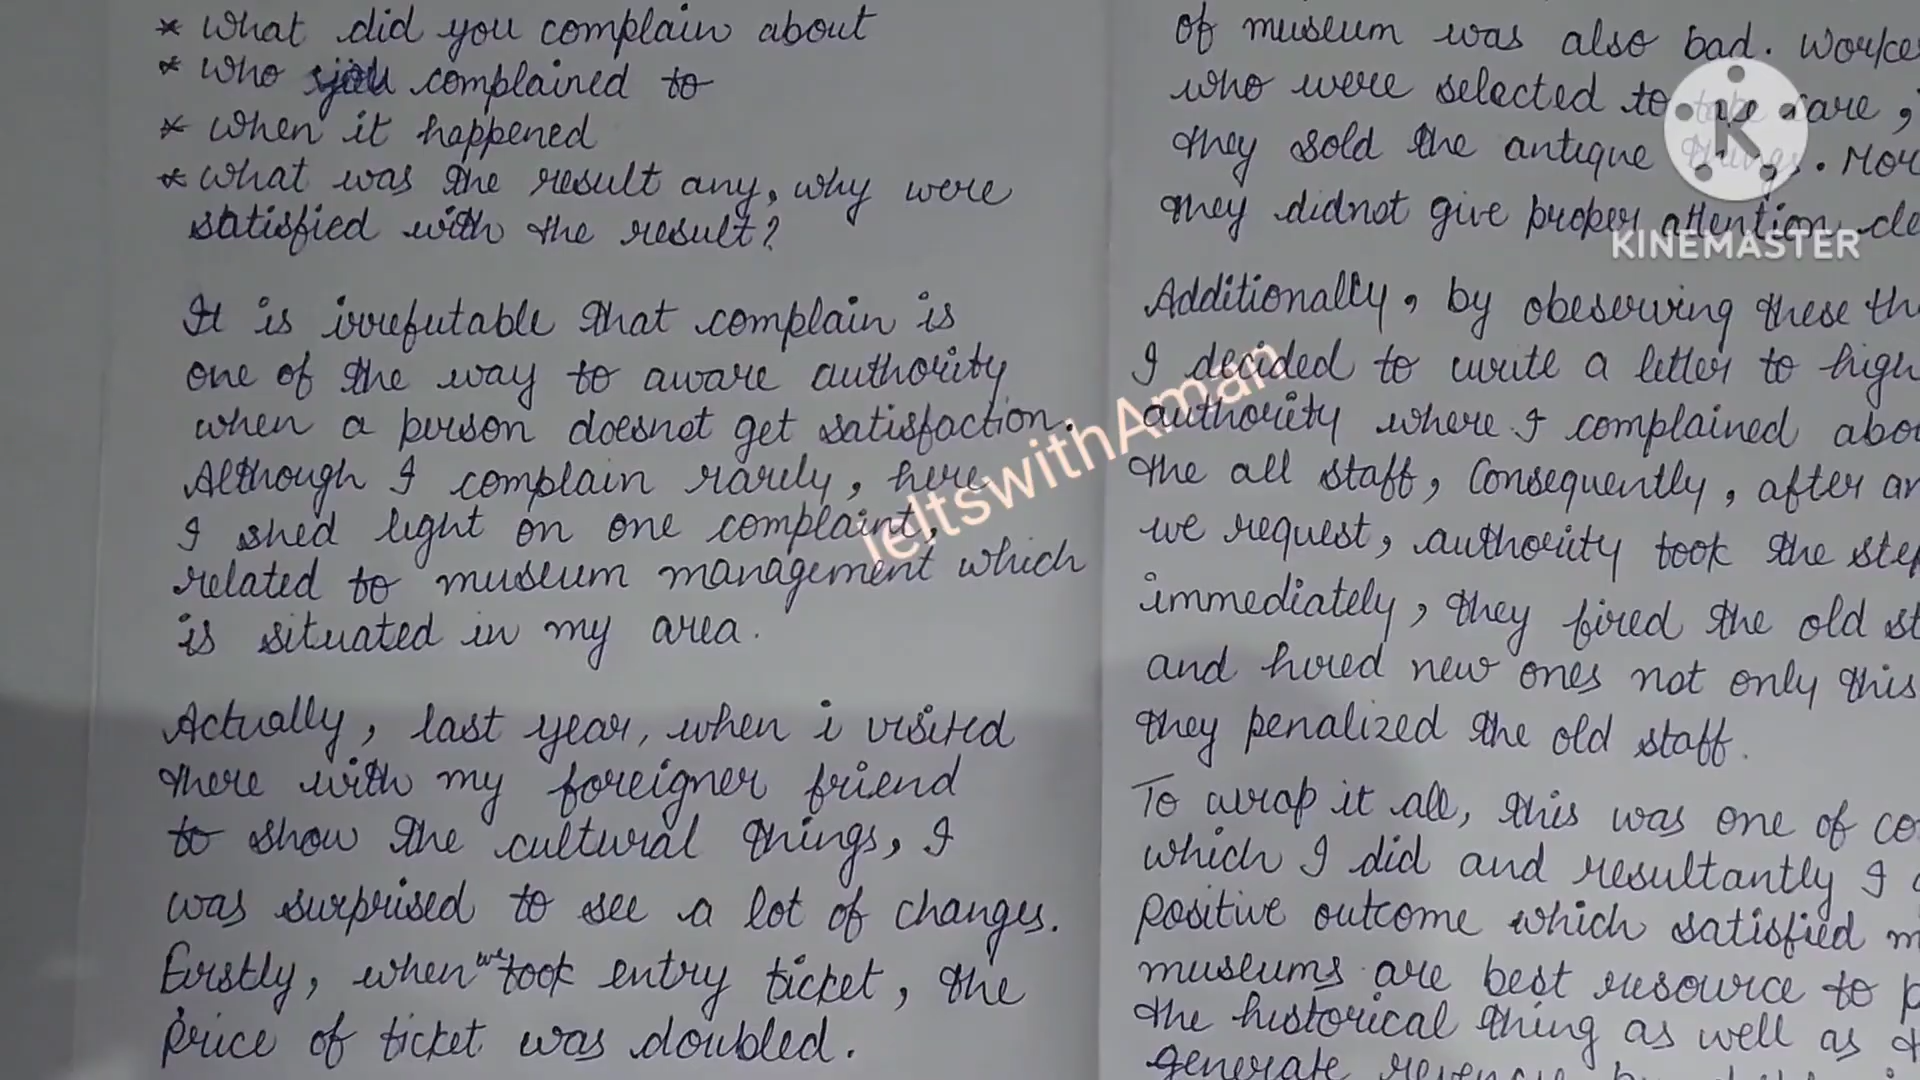 * what did you complain about
* who you complained to
* when it happened
* what was the result any, why were
satisfied with the result?
It is irrefutable that complain is
one of the way to aware authority
when a person doesnot get satisfaction.
Although I complain rarely, here
I shed light on one complaint,
related to museum management which
is situated in my area.
Actually, last year, when i visited
there with my foreigner friend
to show the cultural things, I
was surprised to see a lot of changes.
Firstly, when we took entry ticket, the
price of ticket was doubled.
of museum was also bad. Worke
who were selected to take care,
they sold the antique things. Mor
they didnot give proper attention cle
Additionally, by obeserving these th
I decided to write a letter to high
authority where I complained abo
the all staff, Consequently, after an
we request, authority took the step
immediately, they fired the old st
and hired new ones not only this
they penalized the old staff.
To wrap it all, this was one of co
which I did and resultantly I
positive outcome which satisfied m
museums are best resource to p
the historical thing as well as
generate
IeltswithAman
K
KINEMASTER